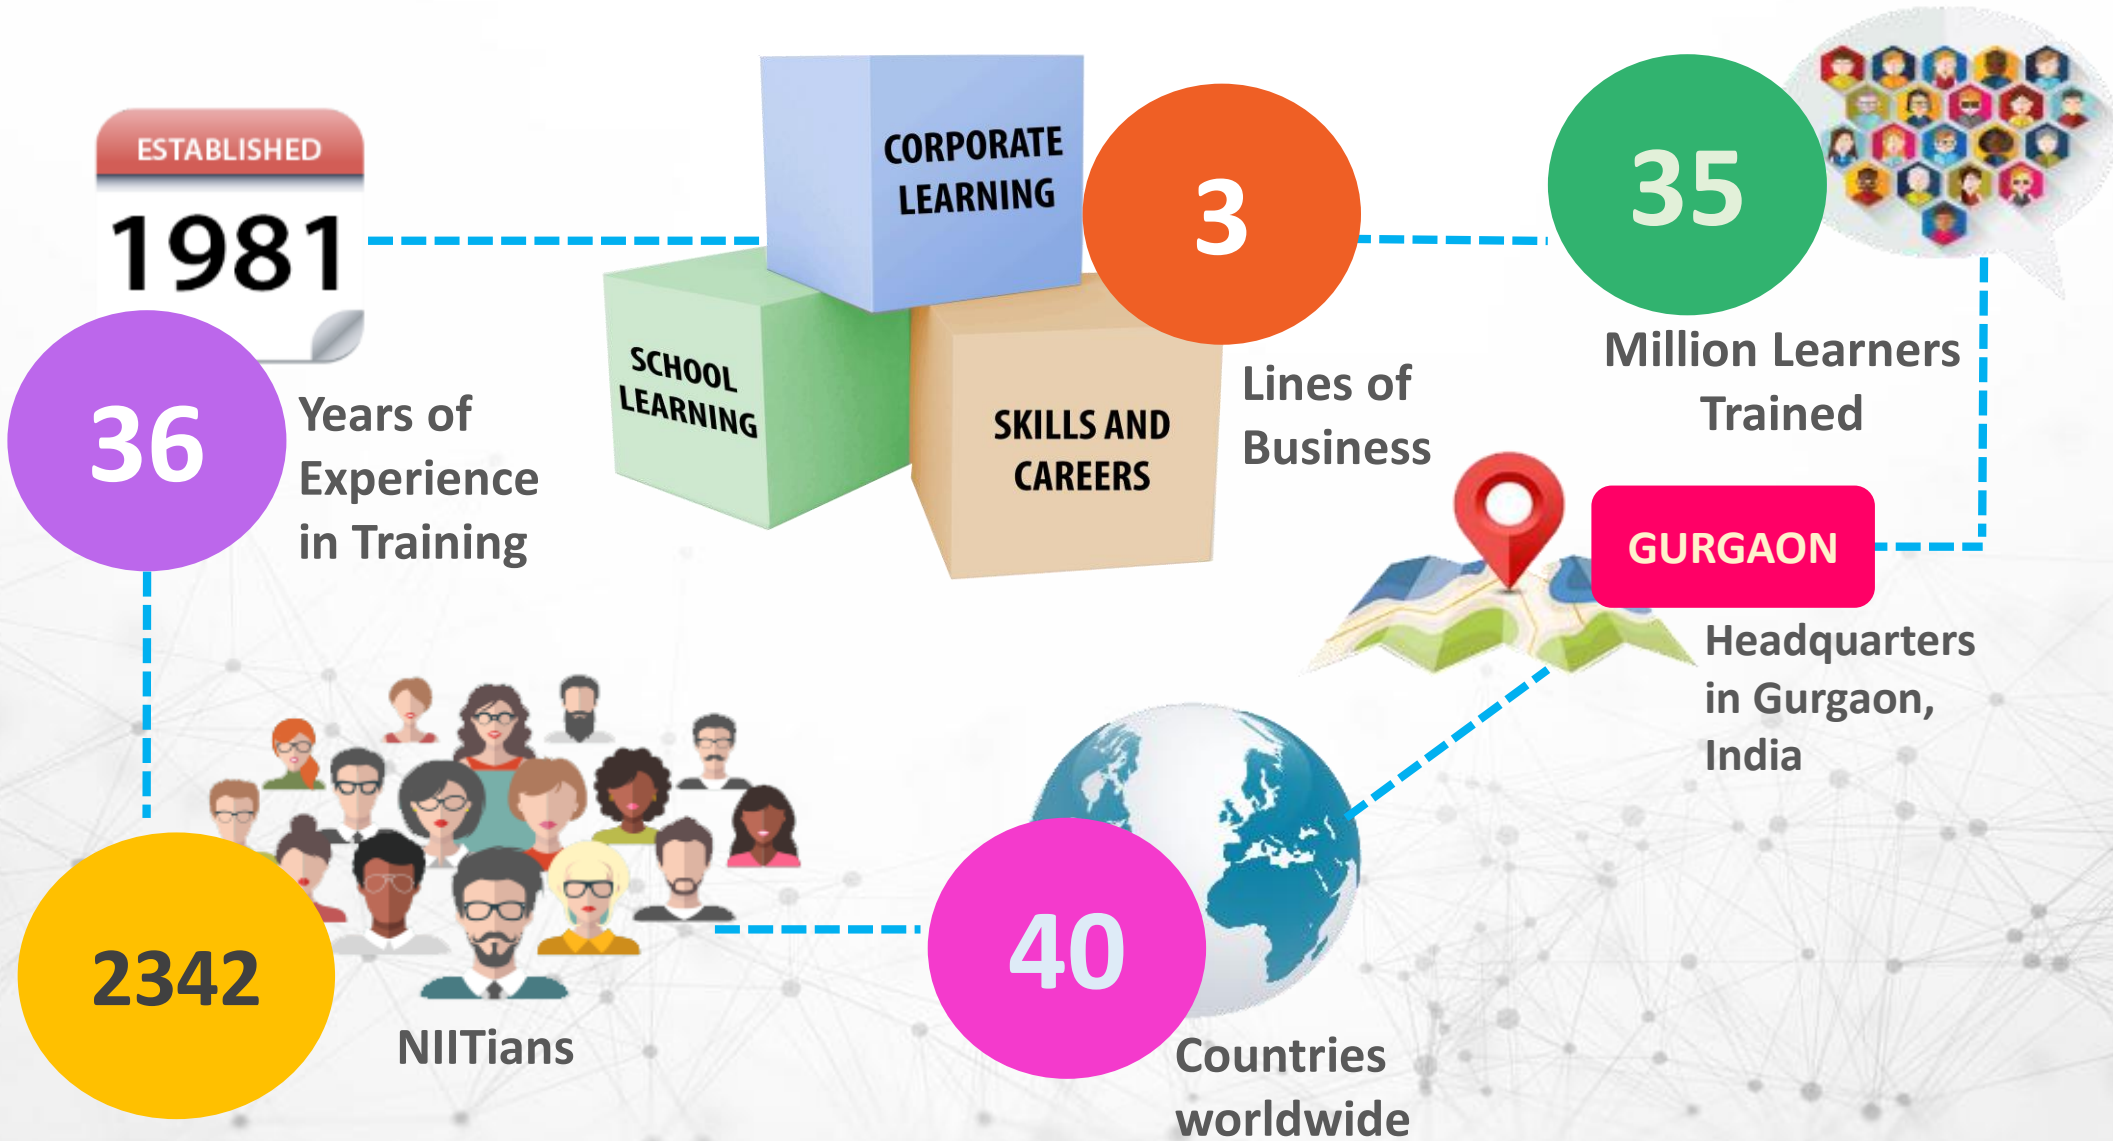 ESTABLISHED
1981
36
Years of
Experience
in Training
CORPORATE
LEARNING
SCHOOL
LEARNING
SKILLS AND
CAREERS
3
Lines of
Business
35
Million Learners
Trained
GURGAON
Headquarters
in Gurgaon,
India
2342
NIITians
40
Countries
worldwide